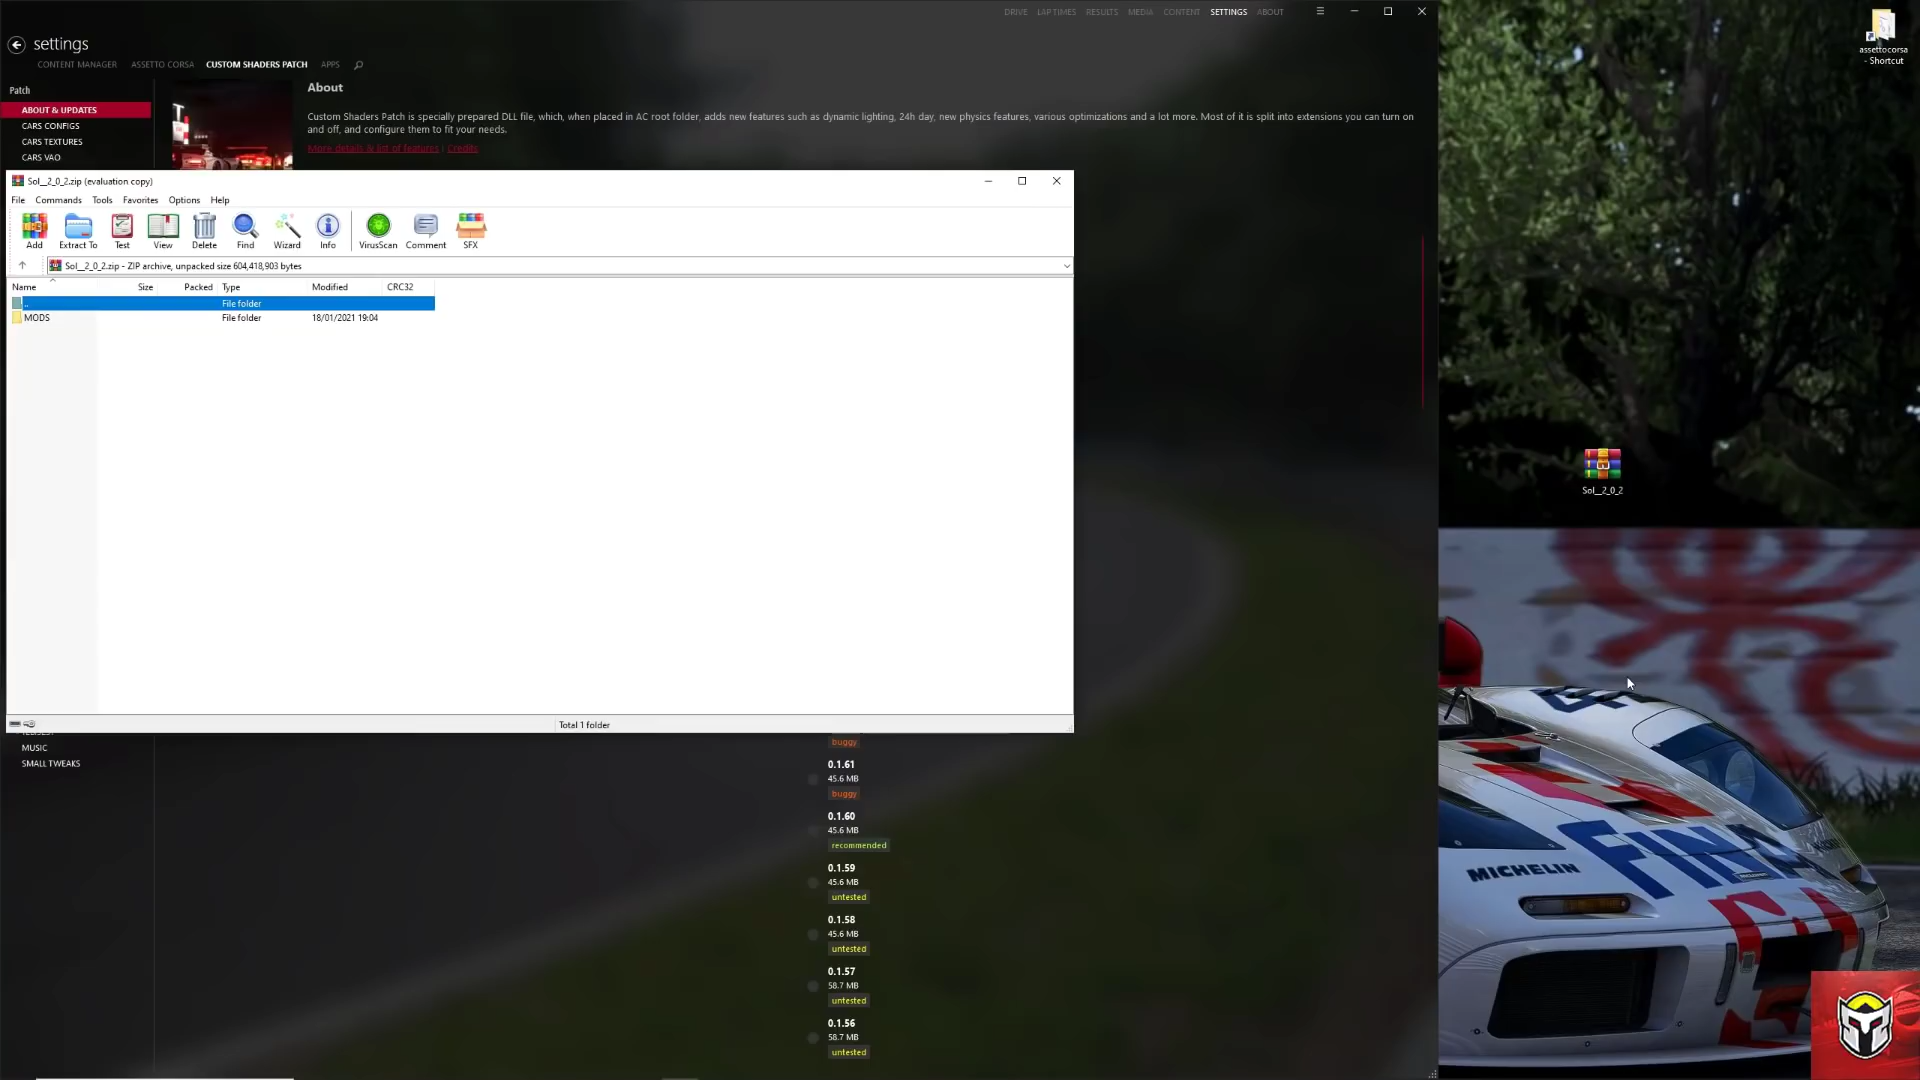 DRIVE LAP TIMES RESULTS MEDIA CONTENT SETTINGS ABOUT
settings
CONTENT MANAGER ASSETTO CORSA CUSTOM SHADERS PATCH APPS
Patch
ABOUT & UPDATES
CARS CONFIGS
CARS TEXTURES
CARS VAO
About
Custom Shaders Patch is specially prepared DLL file, which, when placed in AC root folder, adds new features such as dynamic lighting, 24h day, new physics features, various optimizations and a lot more. Most of it is split into extensions you can turn on
and off, and configure them to fit your needs.
More details & list of features | Credits
assettocorsa
- Shortcut
Sol__2_0_2.zip (evaluation copy)
File Commands Tools Favorites Options Help
Add Extract To Test View Delete Find Wizard Info VirusScan Comment SFX
Sol__2_0_2.zip - ZIP archive, unpacked size 604,418,903 bytes
Name Size Packed Type Modified CRC32
.. File folder
MODS File folder 18/01/2021 19:04
Total 1 folder
Sol__2_0_2
MUSIC
SMALL TWEAKS
buggy
0.1.61
45.6 MB
buggy
0.1.60
45.6 MB
recommended
0.1.59
45.6 MB
untested
0.1.58
45.6 MB
untested
0.1.57
58.7 MB
untested
0.1.56
58.7 MB
untested
MICHELIN